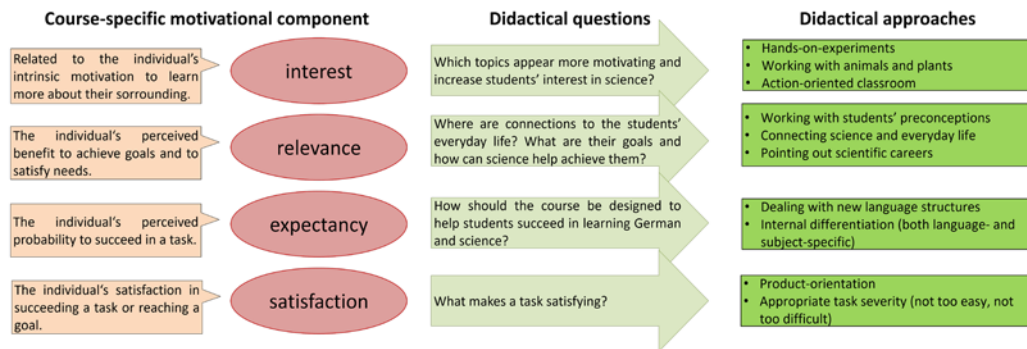 Course-specific motivational component
Didactical questions
Didactical approaches
Related to the individual's
intrinsic motivation to learn
more about their sorrounding.
interest
Which topics appear more motivating and
increase students' interest in science?
• Hands-on-experiments
• Working with animals and plants
• Action-oriented classroom
The individual's perceived
benefit to achieve goals and to
satisfy needs.
relevance
Where are connections to the students'
everyday life? What are their goals and
how can science help achieve them?
• Working with students' preconceptions
• Connecting science and everyday life
• Pointing out scientific careers
The individual's perceived
probability to succeed in a task.
expectancy
How should the course be designed to
help students succeed in learning German
and science?
• Dealing with new language structures
• Internal differentiation (both language- and
subject-specific)
The individual's satisfaction in
succeeding a task or reaching a
goal.
satisfaction
What makes a task satisfying?
• Product-orientation
• Appropriate task severity (not too easy, not
too difficult)